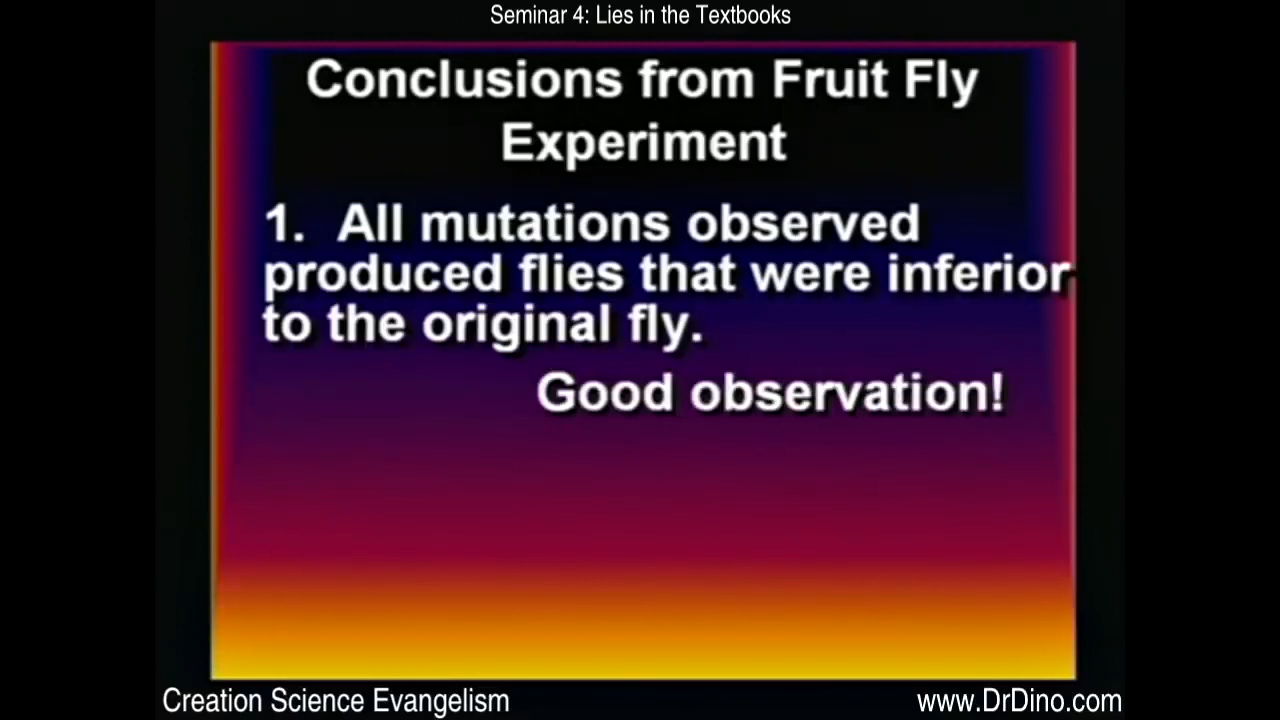 Seminar 4: Lies in the Textbooks
Conclusions from Fruit Fly
Experiment
1. All mutations observed
produced flies that were inferior
to the original fly.
Good observation!
Creation Science Evangelism
www.DrDino.com